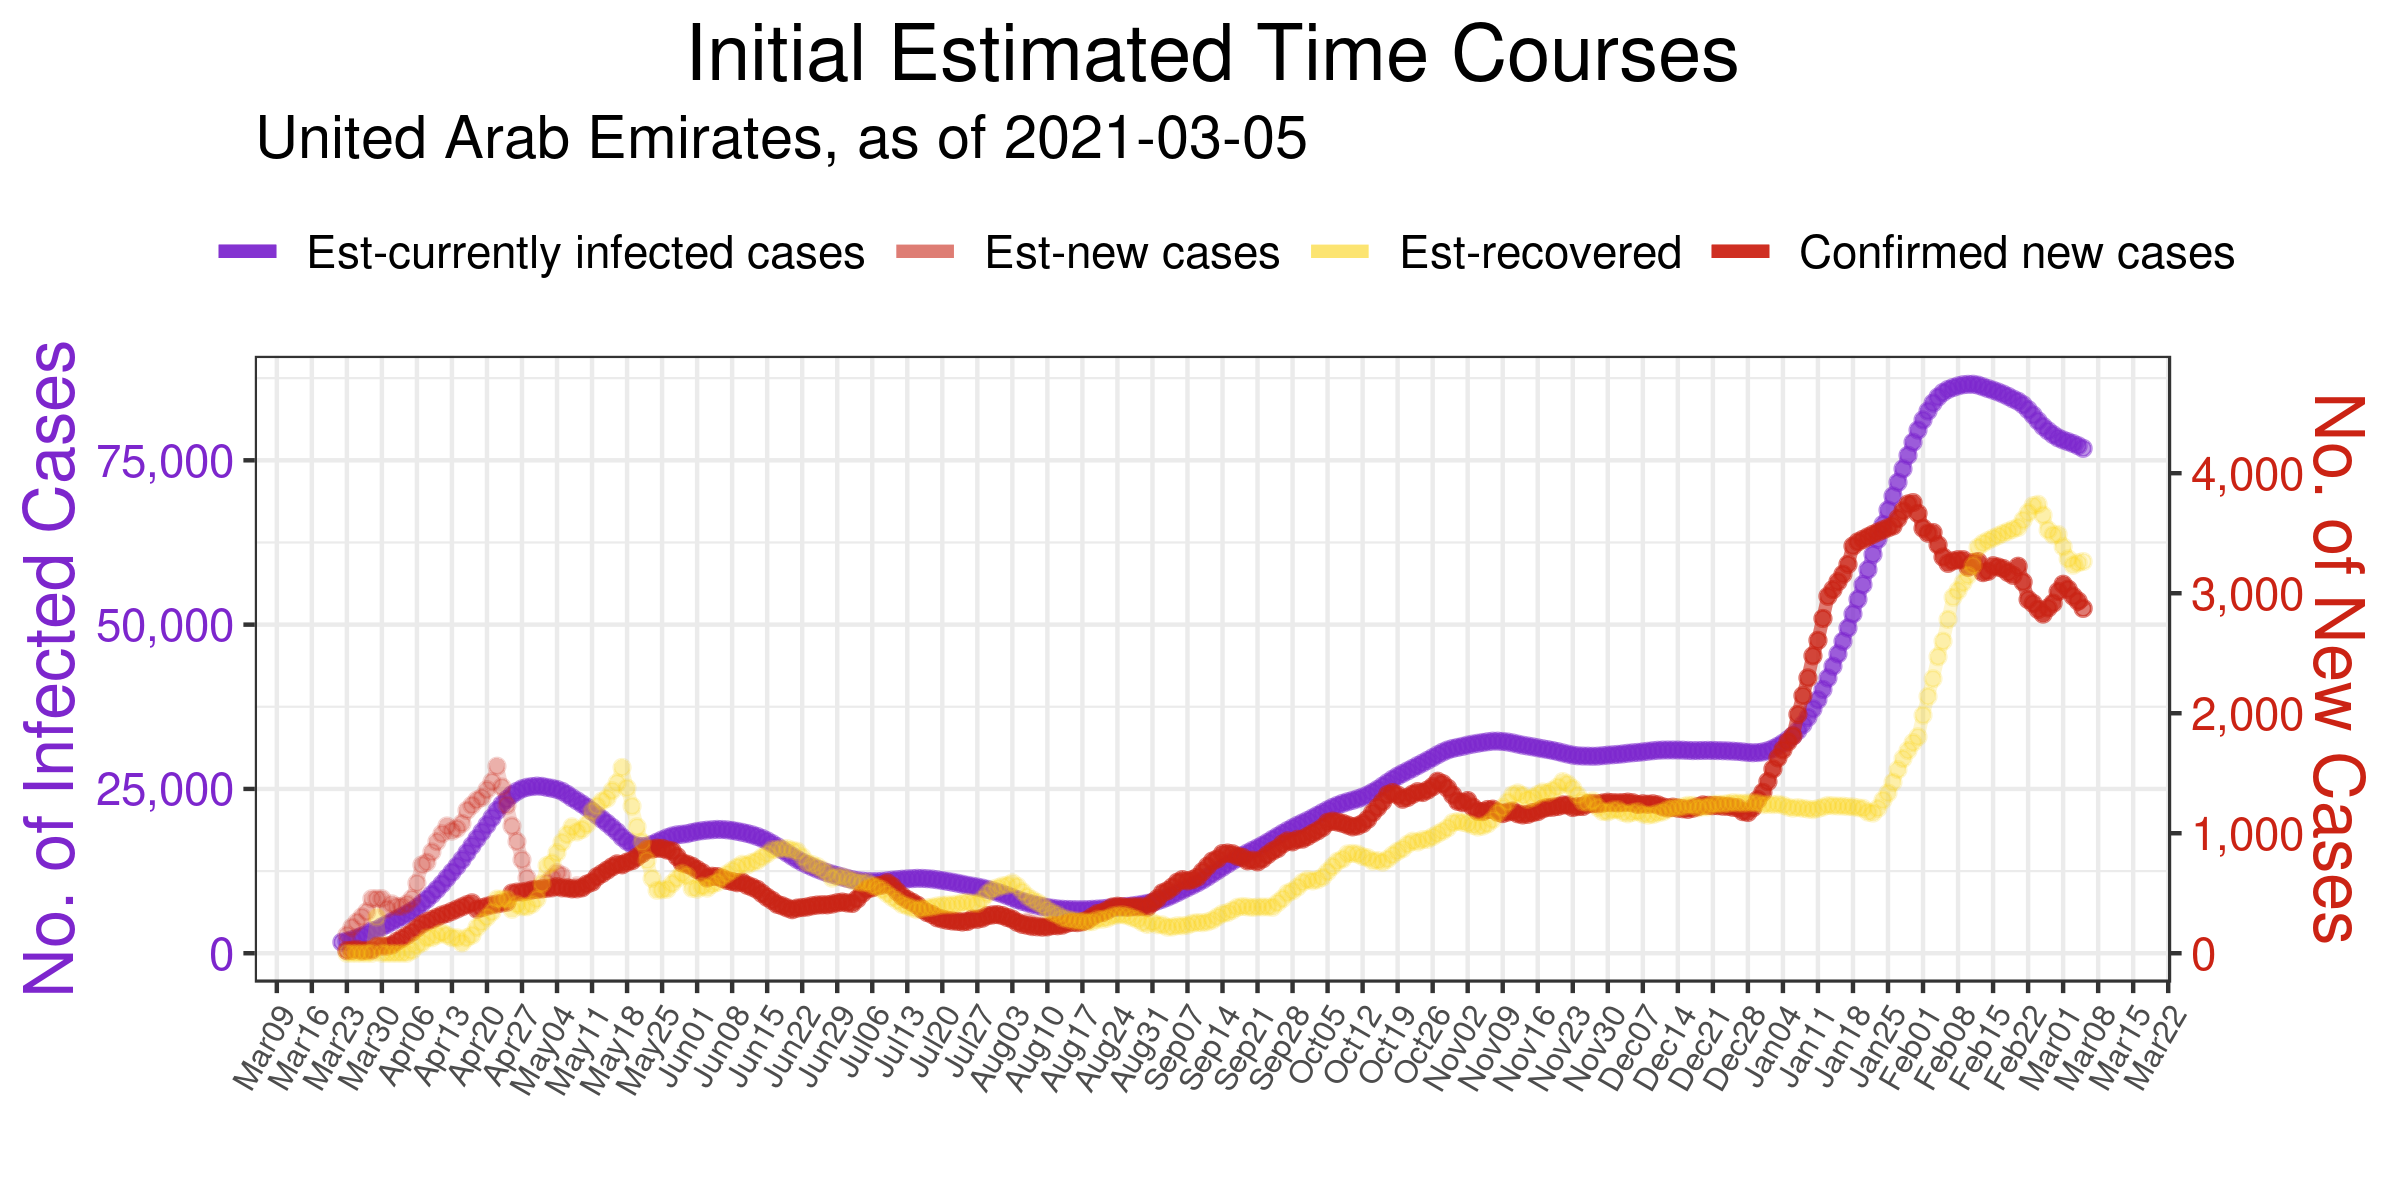 Initial Estimated Time Courses
United Arab Emirates, as of 2021-03-05
Est-currently infected cases
Est-new cases
Est-recovered
Confirmed new cases
No. of Infected Cases
75,000
50,000
25,000
0
4,000
3,000
2,000
1,000
0
No. of New Cases
Mar09
Mar16
Mar23
Mar30
Apr06
Apr13
Apr20
Apr27
May04
May11
May18
May25
Jun01
Jun08
Jun15
Jun22
Jun29
Jul06
Jul13
Jul20
Jul27
Aug03
Aug10
Aug17
Aug24
Aug31
Sep07
Sep14
Sep21
Sep28
Oct05
Oct12
Oct19
Oct26
Nov02
Nov09
Nov16
Nov23
Nov30
Dec07
Dec14
Dec21
Dec28
Jan04
Jan11
Jan18
Jan25
Feb01
Feb08
Feb15
Feb22
Mar01
Mar08
Mar15
Mar22